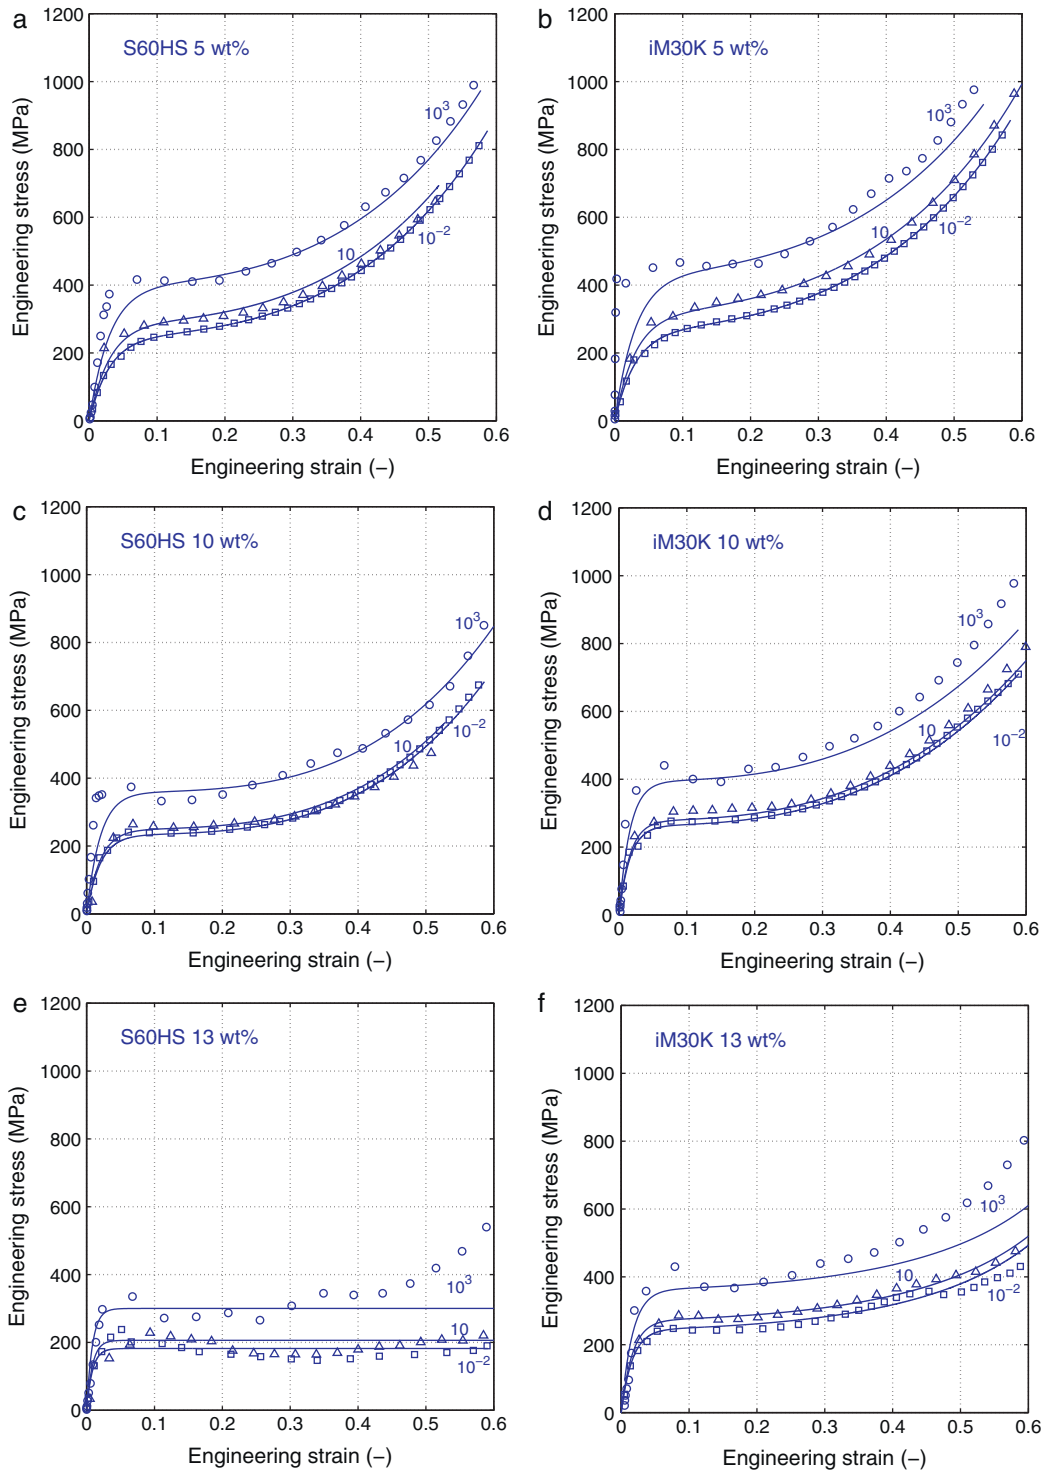 a
S60HS 5 wt%
Engineering stress (MPa)
1200
1000
800
600
400
200
0
10³
10
10⁻²
0 0.1 0.2 0.3 0.4 0.5 0.6
Engineering strain (−)
b
iM30K 5 wt%
Engineering stress (MPa)
1200
1000
800
600
400
200
0
10³
10
10⁻²
0 0.1 0.2 0.3 0.4 0.5 0.6
Engineering strain (−)
c
S60HS 10 wt%
Engineering stress (MPa)
1200
1000
800
600
400
200
0
10³
10
10⁻²
0 0.1 0.2 0.3 0.4 0.5 0.6
Engineering strain (−)
d
iM30K 10 wt%
Engineering stress (MPa)
1200
1000
800
600
400
200
0
10³
10
10⁻²
0 0.1 0.2 0.3 0.4 0.5 0.6
Engineering strain (−)
e
S60HS 13 wt%
Engineering stress (MPa)
1200
1000
800
600
400
200
0
10³
10
10⁻²
0 0.1 0.2 0.3 0.4 0.5 0.6
Engineering strain (−)
f
iM30K 13 wt%
Engineering stress (MPa)
1200
1000
800
600
400
200
0
10³
10
10⁻²
0 0.1 0.2 0.3 0.4 0.5 0.6
Engineering strain (−)